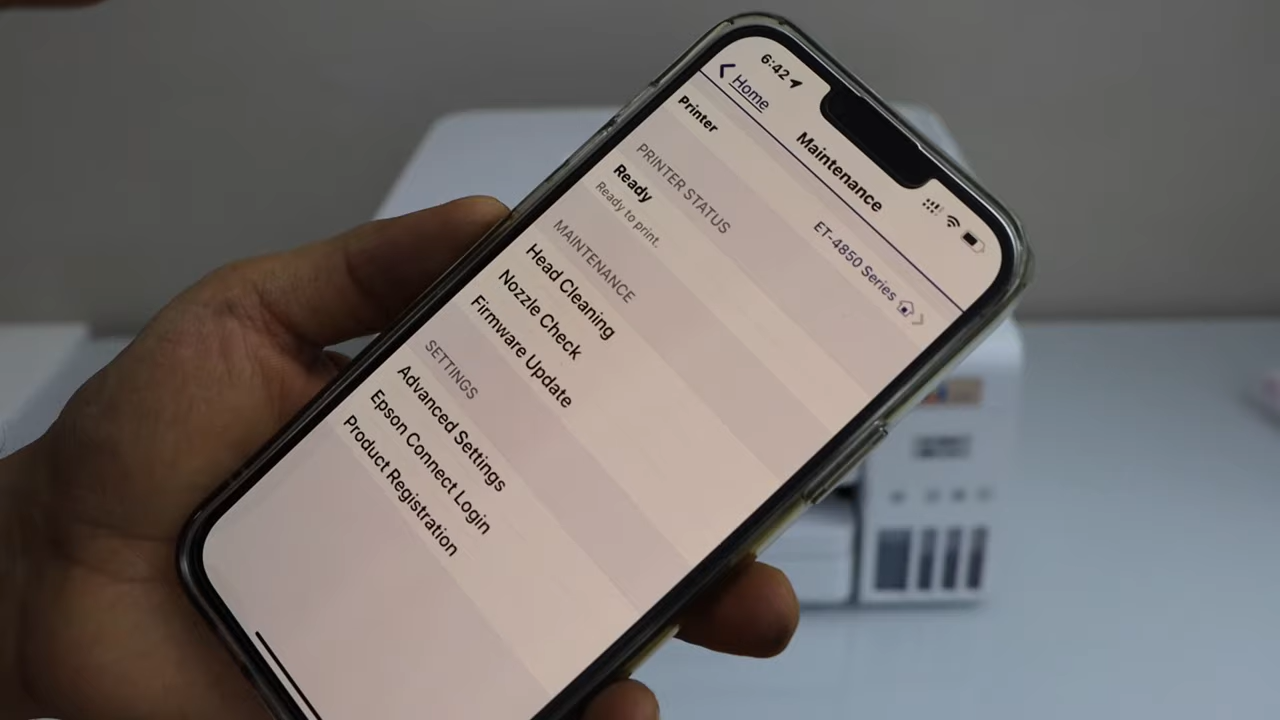 6:42
Home
Maintenance
Printer
ET-4850 Series
PRINTER STATUS
Ready
Ready to print.
MAINTENANCE
Head Cleaning
Nozzle Check
Firmware Update
SETTINGS
Advanced Settings
Epson Connect Login
Product Registration